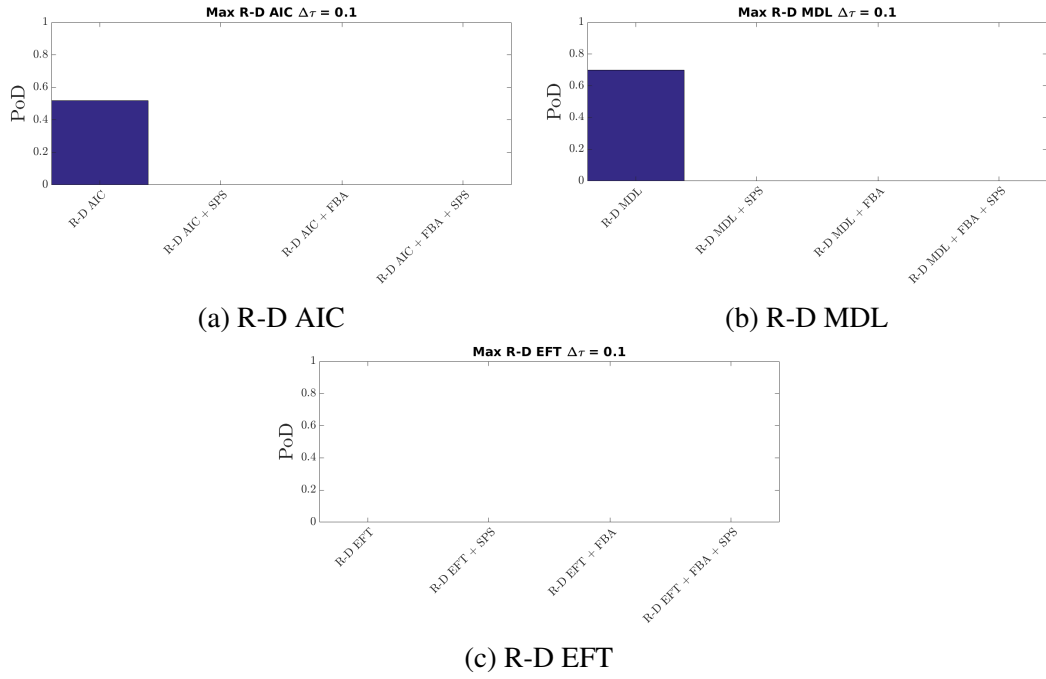 Max R-D AIC Δτ = 0.1
PoD
1
0.8
0.6
0.4
0.2
0
R-D AIC
R-D AIC + SPS
R-D AIC + FBA
R-D AIC + FBA + SPS
(a) R-D AIC
Max R-D MDL Δτ = 0.1
PoD
1
0.8
0.6
0.4
0.2
0
R-D MDL
R-D MDL + SPS
R-D MDL + FBA
R-D MDL + FBA + SPS
(b) R-D MDL
Max R-D EFT Δτ = 0.1
PoD
1
0.8
0.6
0.4
0.2
0
R-D EFT
R-D EFT + SPS
R-D EFT + FBA
R-D EFT + FBA + SPS
(c) R-D EFT